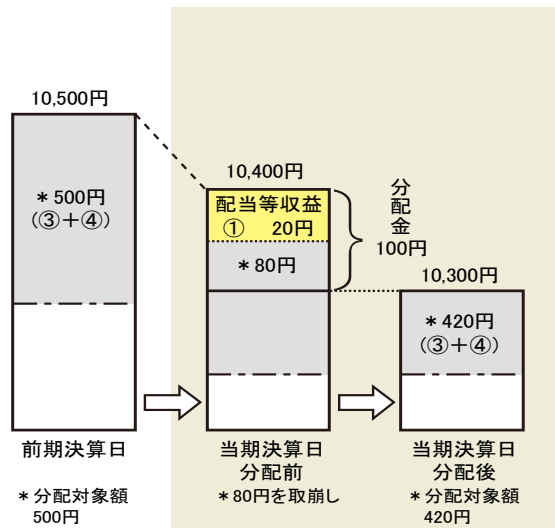 10,500円
＊500円
（③＋④）
前期決算日
＊分配対象額
500円
10,400円
配当等収益
① 20円
＊80円
分配金
100円
当期決算日
分配前
＊80円を取崩し
10,300円
＊420円
（③＋④）
当期決算日
分配後
＊分配対象額
420円